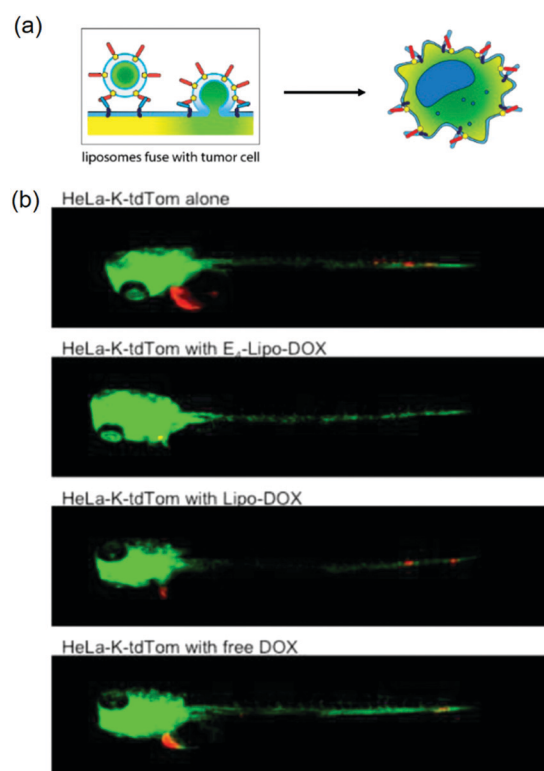 (a)
liposomes fuse with tumor cell
(b)
HeLa-K-tdTom alone
HeLa-K-tdTom with E₄-Lipo-DOX
HeLa-K-tdTom with Lipo-DOX
HeLa-K-tdTom with free DOX